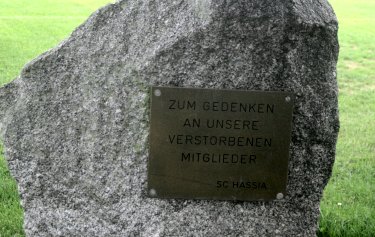 ZUM GEDENKEN
AN UNSERE
VERSTORBENEN
MITGLIEDER
SC HASSIA